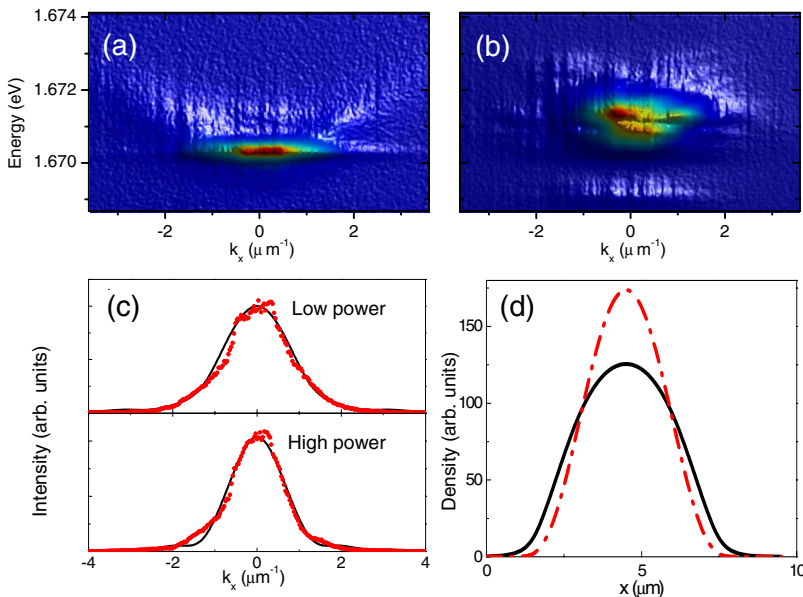 (a)
(b)
1.674
1.672
1.670
Energy (eV)
-2
0
2
k_x (μ m⁻¹)
-2
0
2
k_x (μ m⁻¹)
(c)
Low power
High power
Intensity (arb. units)
-4
-2
0
2
4
k_x (μm⁻¹)
(d)
150
100
50
0
Density (arb. units)
0
5
10
x (μm)